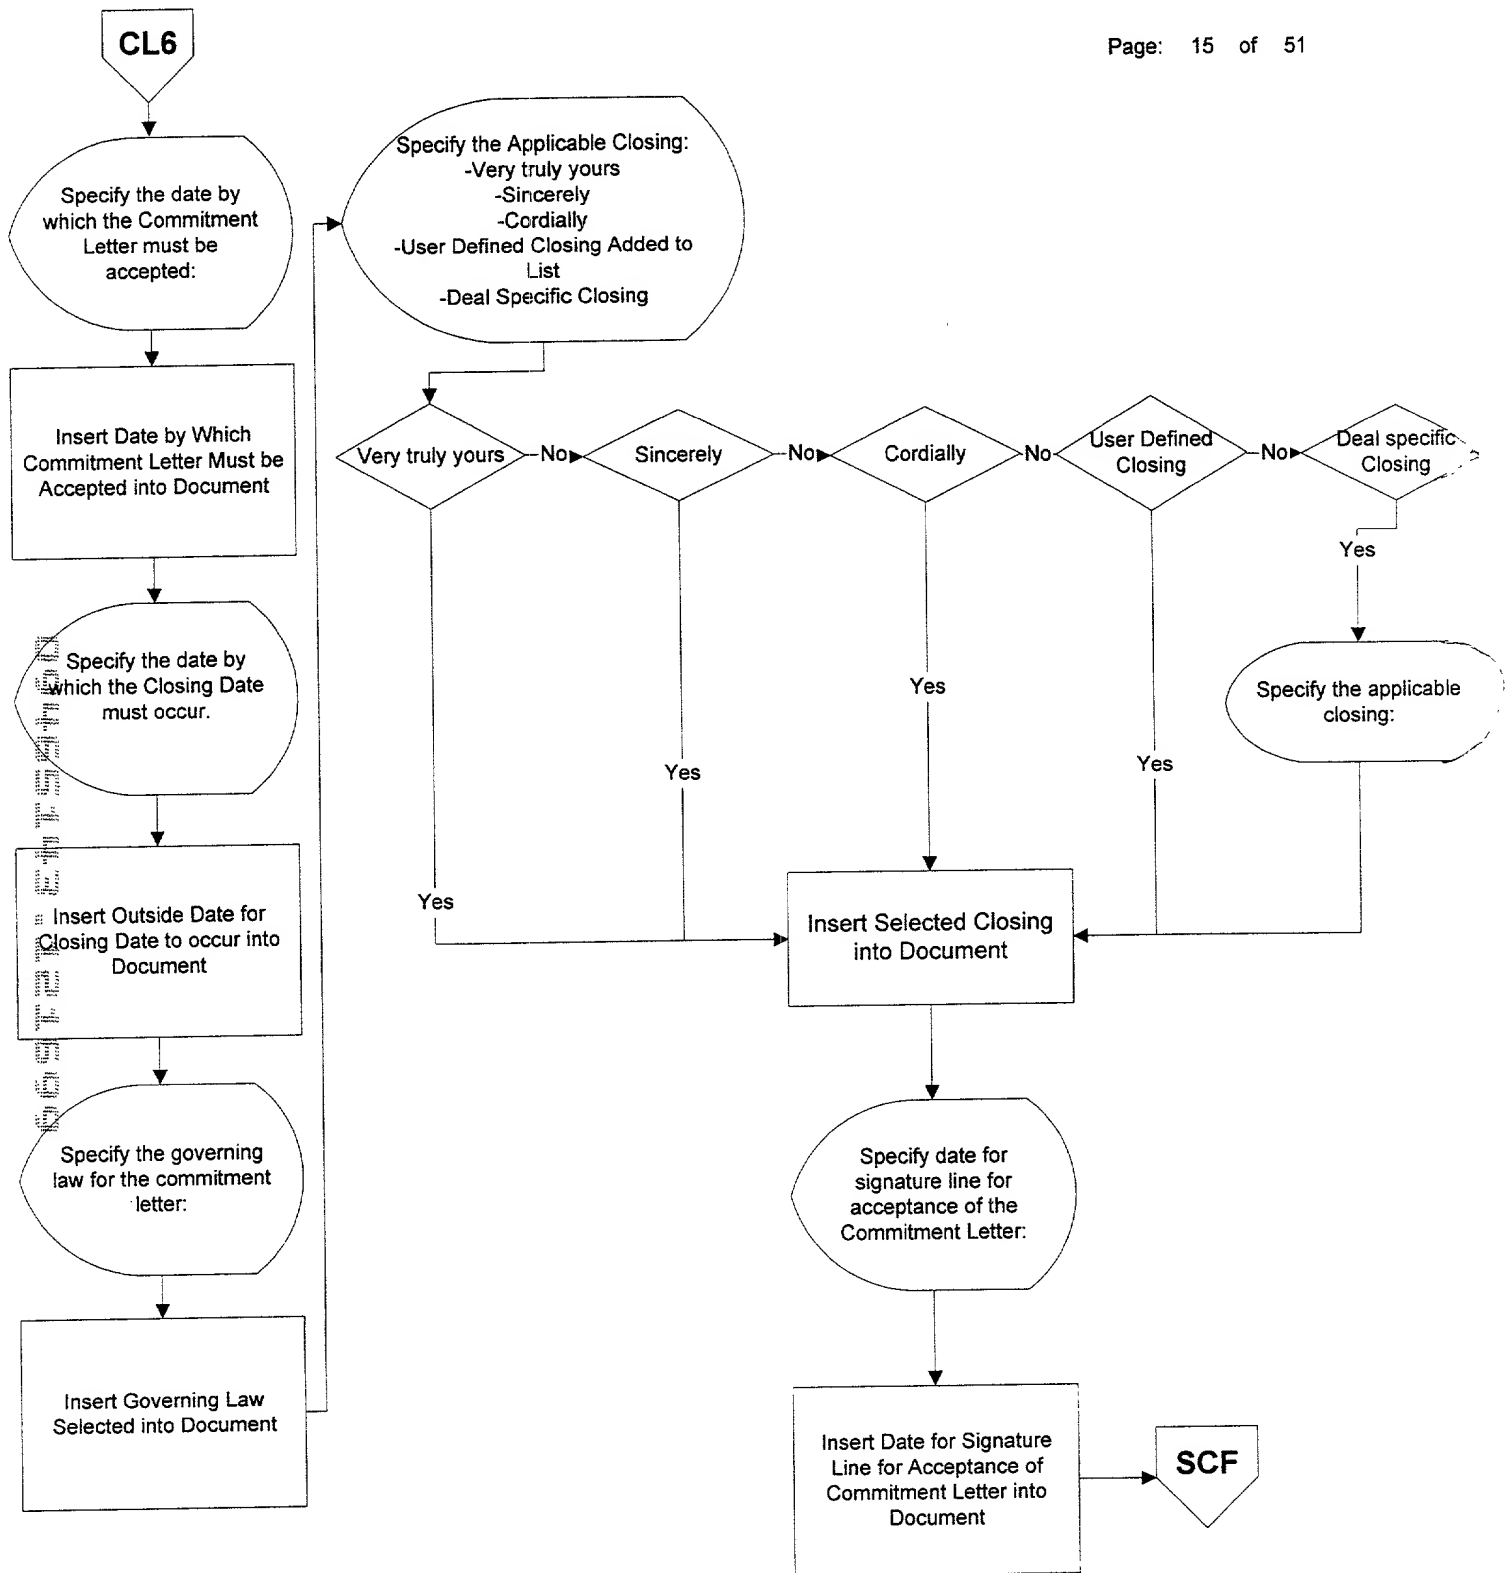 CL6
Page: 15 of 51
Specify the date by
which the Commitment
Letter must be
accepted:
Insert Date by Which
Commitment Letter Must be
Accepted into Document
Specify the date by
which the Closing Date
must occur.
Insert Outside Date for
Closing Date to occur into
Document
Specify the governing
law for the commitment
letter:
Insert Governing Law
Selected into Document
Specify the Applicable Closing:
-Very truly yours
-Sincerely
-Cordially
-User Defined Closing Added to
List
-Deal Specific Closing
Very truly yours
No
Sincerely
No
Cordially
No
User Defined
Closing
No
Deal specific
Closing
Yes
Yes
Yes
Yes
Yes
Specify the applicable
closing:
Insert Selected Closing
into Document
Specify date for
signature line for
acceptance of the
Commitment Letter:
Insert Date for Signature
Line for Acceptance of
Commitment Letter into
Document
SCF